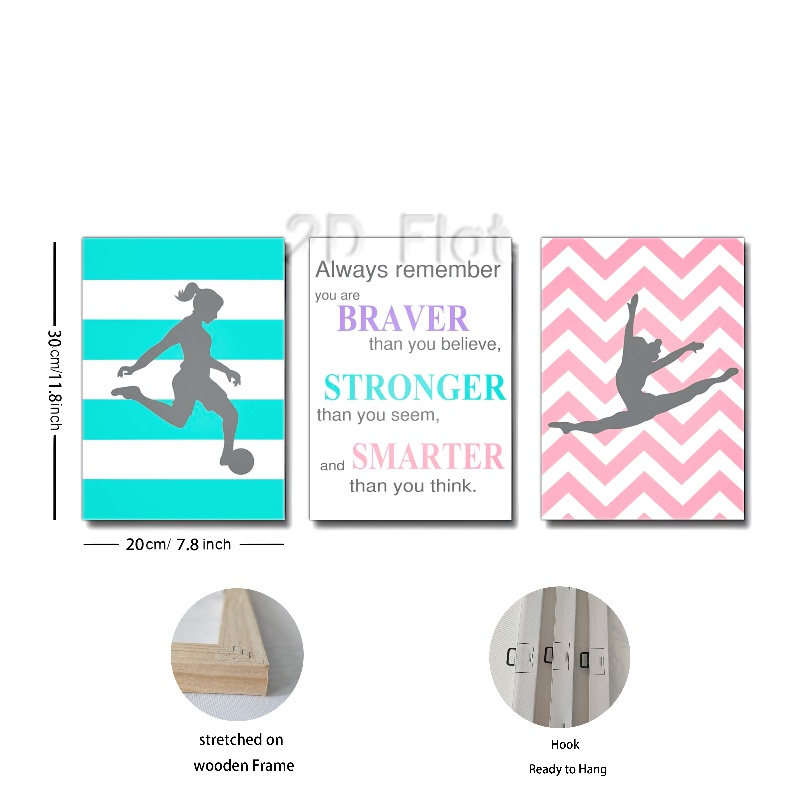 2D Flat
Always remember
you are
BRAVER
than you believe,
STRONGER
than you seem,
and SMARTER
than you think.
30cm/11.8inch
20cm/ 7.8 inch
stretched on
wooden Frame
Hook
Ready to Hang